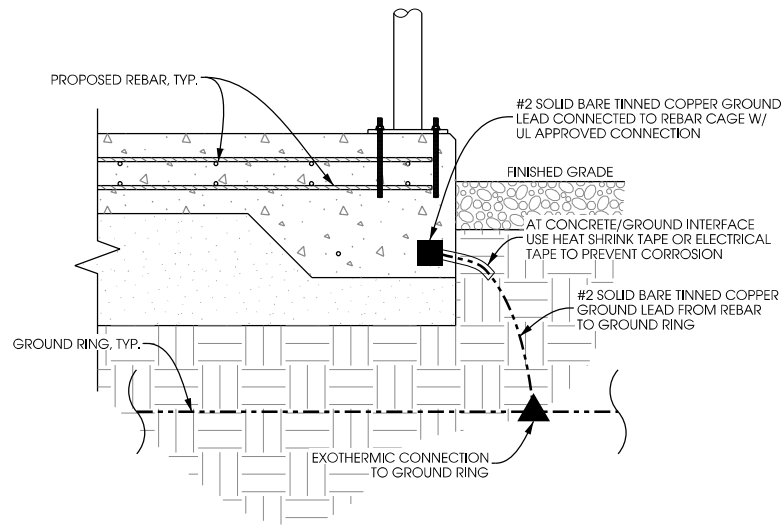 PROPOSED REBAR, TYP.
#2 SOLID BARE TINNED COPPER GROUND
LEAD CONNECTED TO REBAR CAGE W/
UL APPROVED CONNECTION
FINISHED GRADE
AT CONCRETE/GROUND INTERFACE
USE HEAT SHRINK TAPE OR ELECTRICAL
TAPE TO PREVENT CORROSION
#2 SOLID BARE TINNED COPPER
GROUND LEAD FROM REBAR
TO GROUND RING
GROUND RING, TYP.
EXOTHERMIC CONNECTION
TO GROUND RING